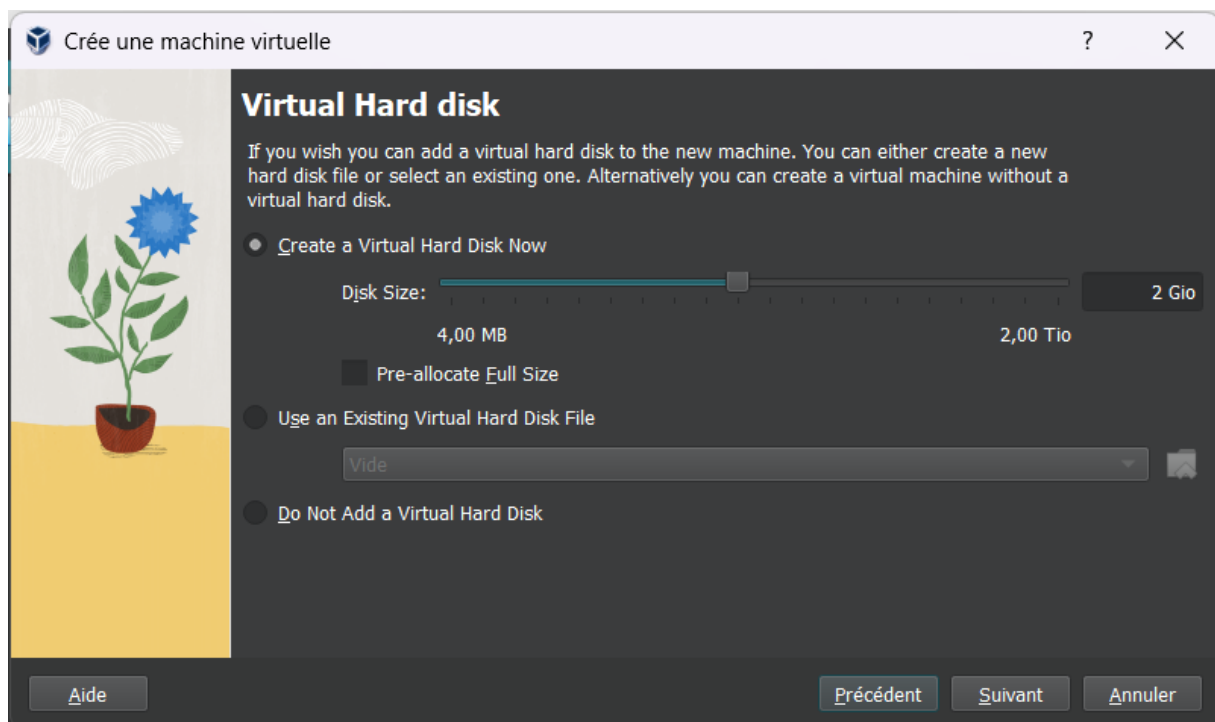 Crée une machine virtuelle
?
Virtual Hard disk
If you wish you can add a virtual hard disk to the new machine. You can either create a new
hard disk file or select an existing one. Alternatively you can create a virtual machine without a
virtual hard disk.
Create a Virtual Hard Disk Now
Disk Size:
2 Gio
4,00 MB
2,00 Tio
Pre-allocate Full Size
Use an Existing Virtual Hard Disk File
Vide
Do Not Add a Virtual Hard Disk
Aide
Précédent
Suivant
Annuler